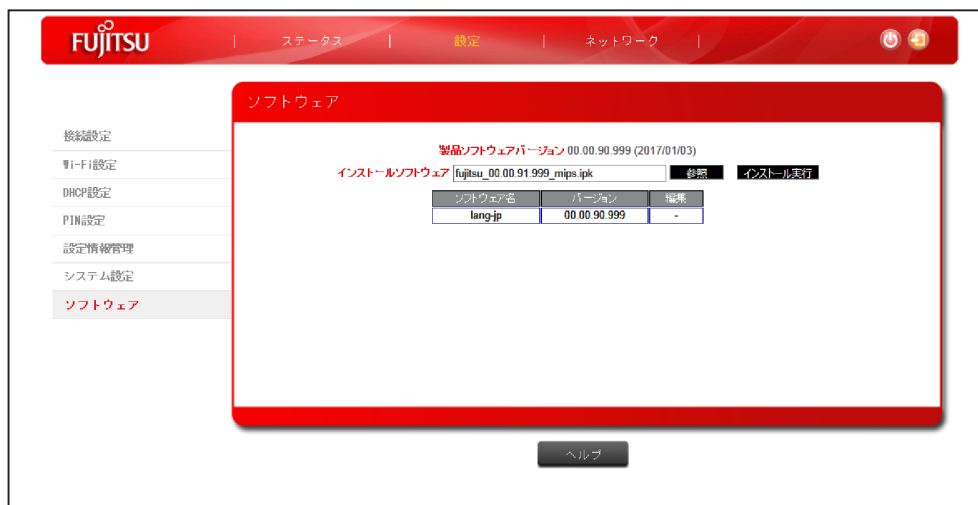 FUJITSU | ステータス | 設定 | ネットワーク |
ソフトウェア
接続設定
Wi-Fi設定
DHCP設定
PIN設定
設定情報管理
システム設定
ソフトウェア
製品ソフトウェアバージョン 00.00.90.999 (2017/01/03)
インストールソフトウェア fujitsu_00.00.91.999_mips.ipk 参照 インストール実行
ソフトウェア名 バージョン 編集
lang-jp 00.00.90.999 -
ヘルプ